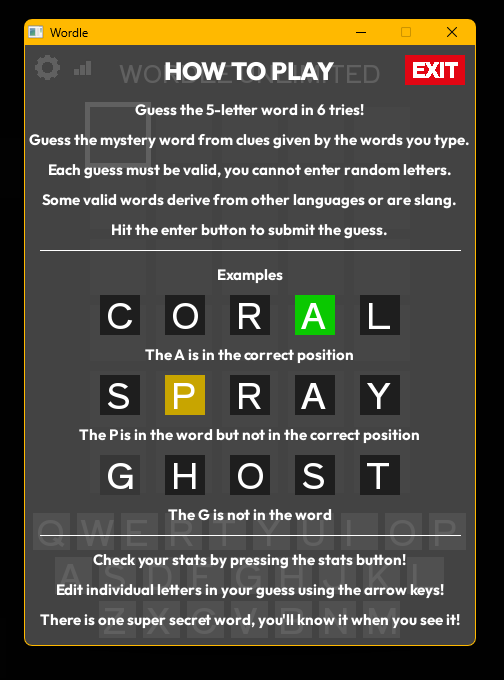 Wordle
WORDLE UNLIMITED
HOW TO PLAY
EXIT
Guess the 5-letter word in 6 tries!
Guess the mystery word from clues given by the words you type.
Each guess must be valid, you cannot enter random letters.
Some valid words derive from other languages or are slang.
Hit the enter button to submit the guess.
Examples
C O R A L
The A is in the correct position
S P R A Y
The P is in the word but not in the correct position
G H O S T
The G is not in the word
Q W E R T Y U I O P
Check your stats by pressing the stats button!
A S D F G H J K L
Edit individual letters in your guess using the arrow keys!
Z X C V B N M
There is one super secret word, you'll know it when you see it!